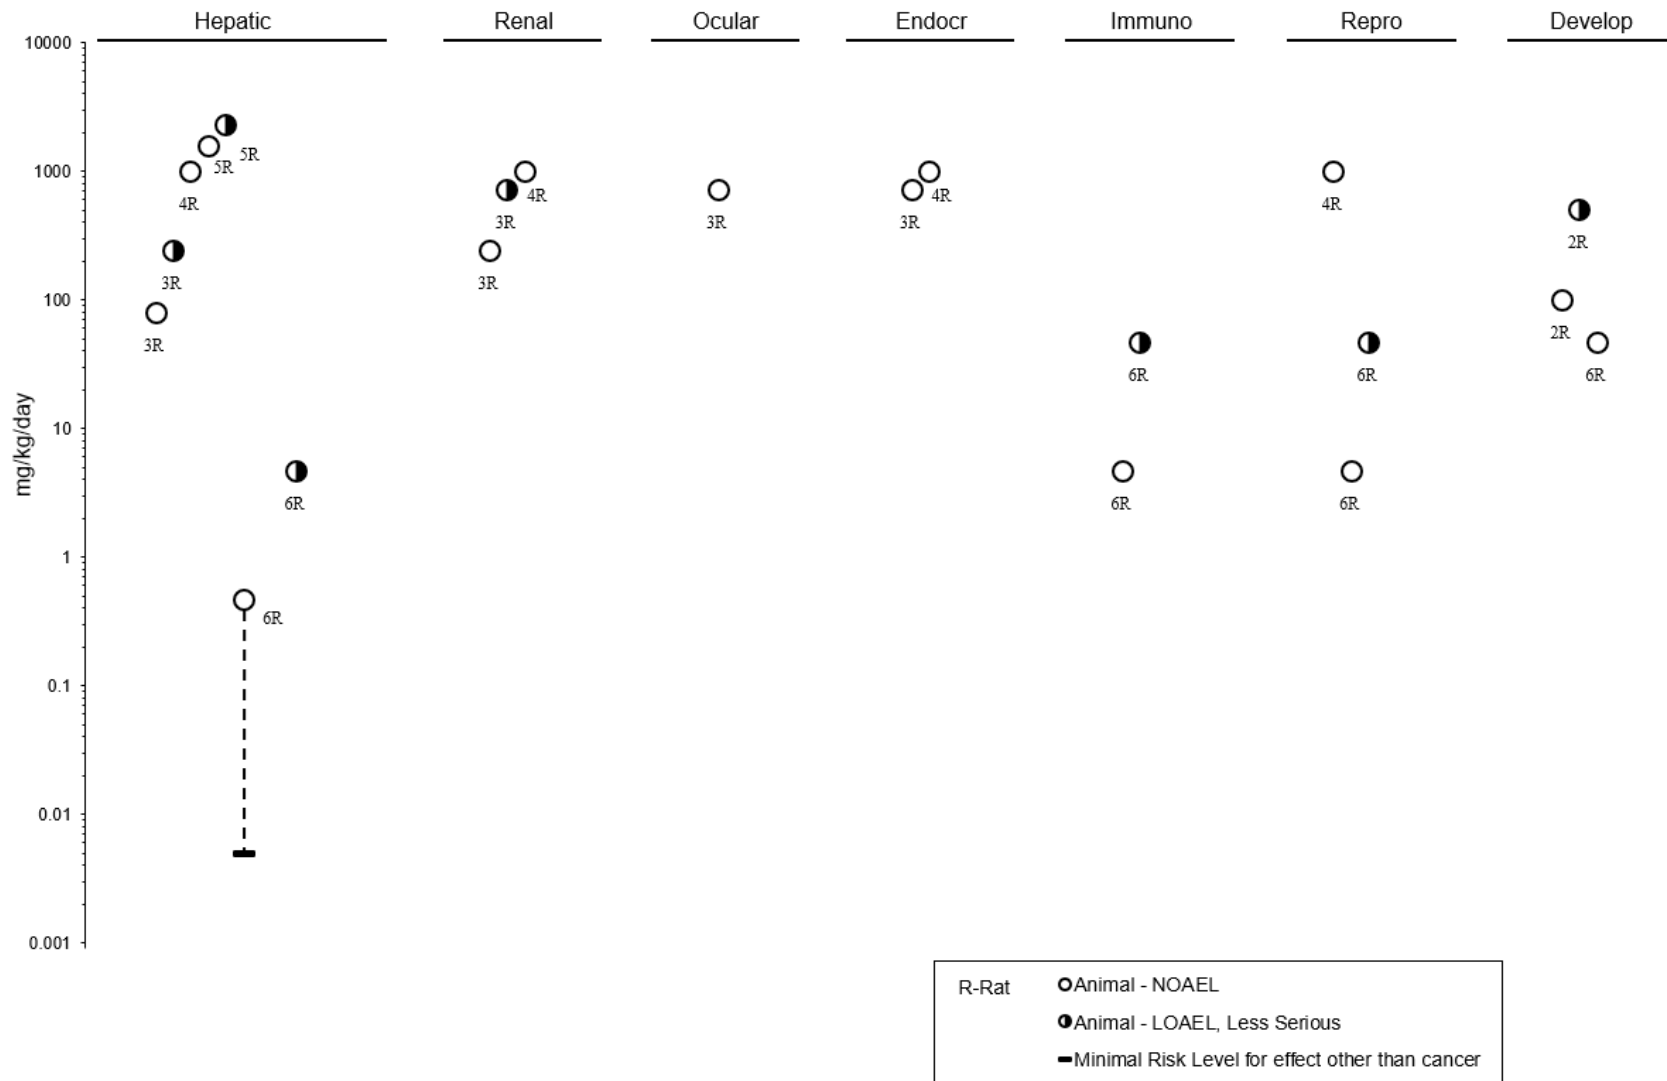 Hepatic Renal Ocular Endocr Immuno Repro Develop
10000
5R
5R
1000
4R 4R 4R 4R
3R 3R 3R
2R
3R 3R
100
2R
3R
6R 6R 6R
mg/kg/day
10
6R 6R 6R
1
6R
0.1
0.01
0.001
R-Rat Animal - NOAEL
Animal - LOAEL, Less Serious
Minimal Risk Level for effect other than cancer